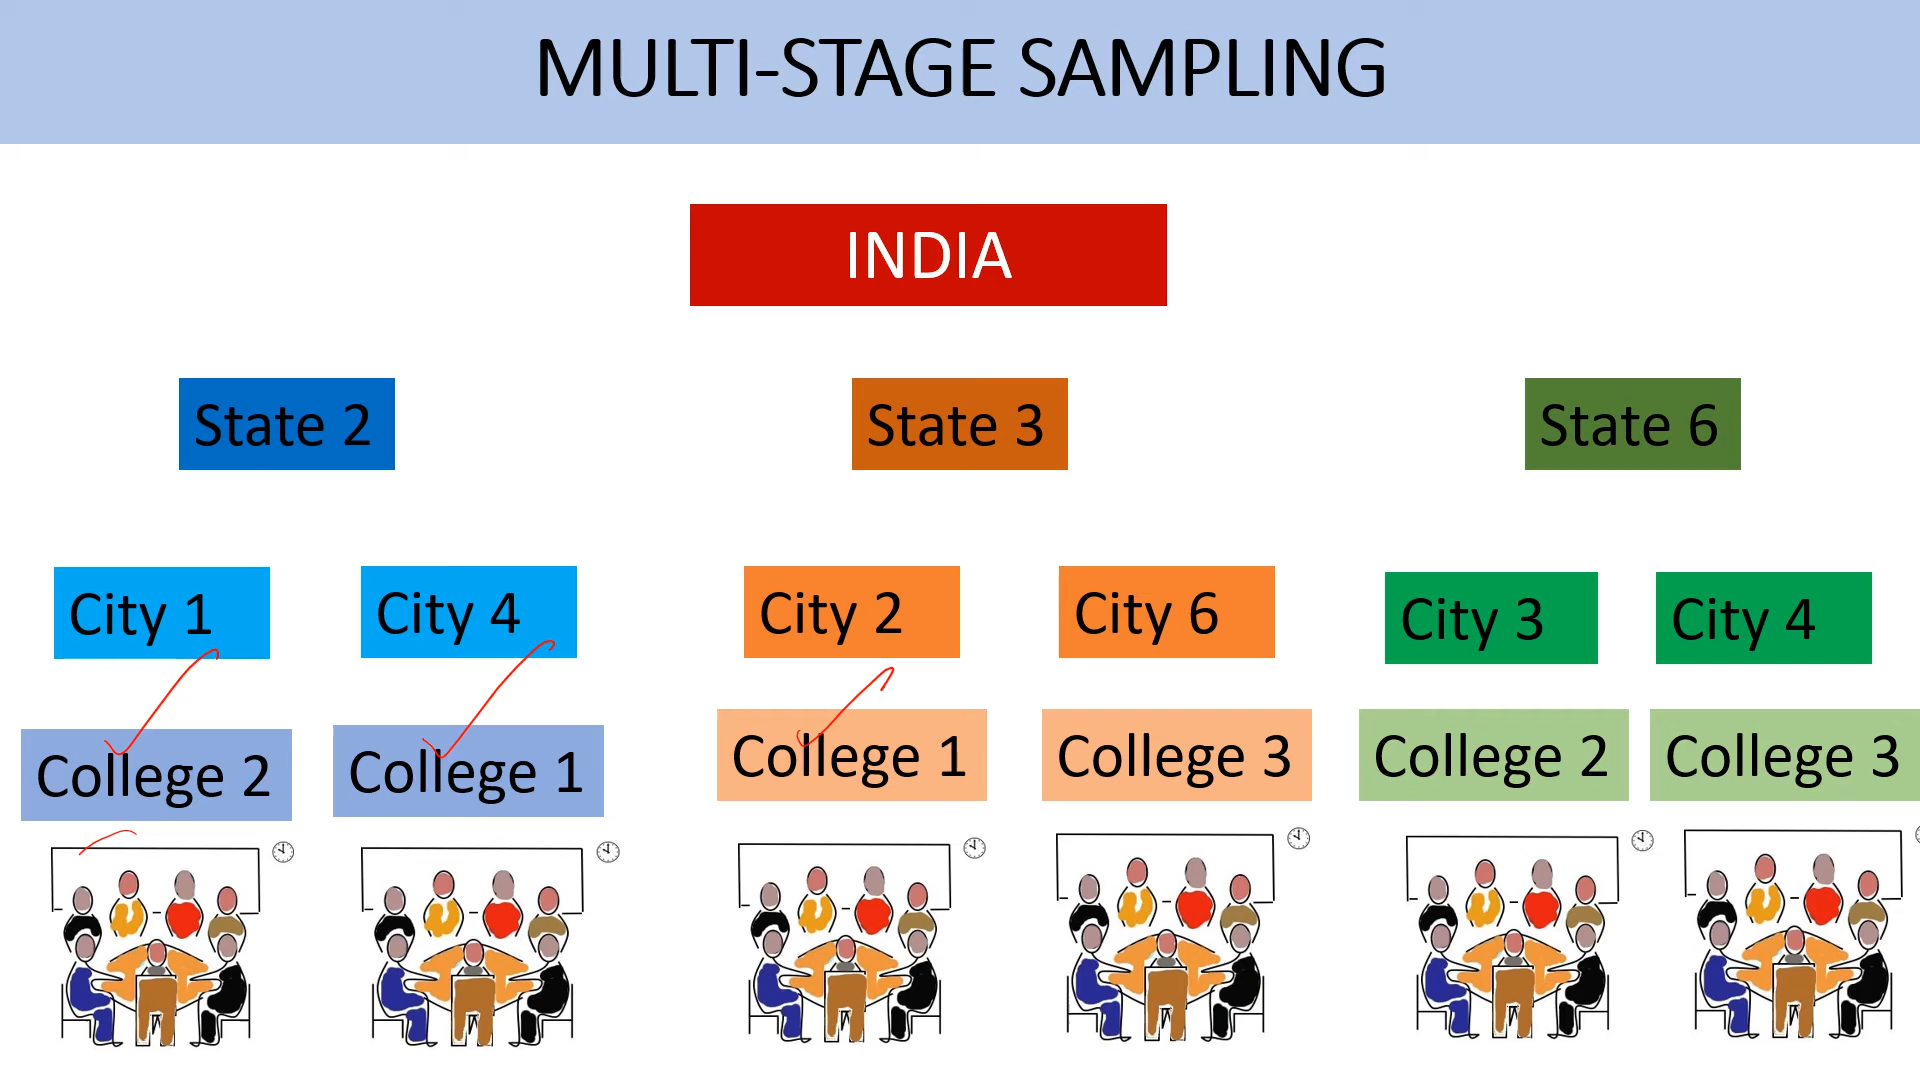 MULTI-STAGE SAMPLING
INDIA
State 2
State 3
State 6
City 1
City 4
City 2
City 6
City 3
City 4
College 2
College 1
College 1
College 3
College 2
College 3